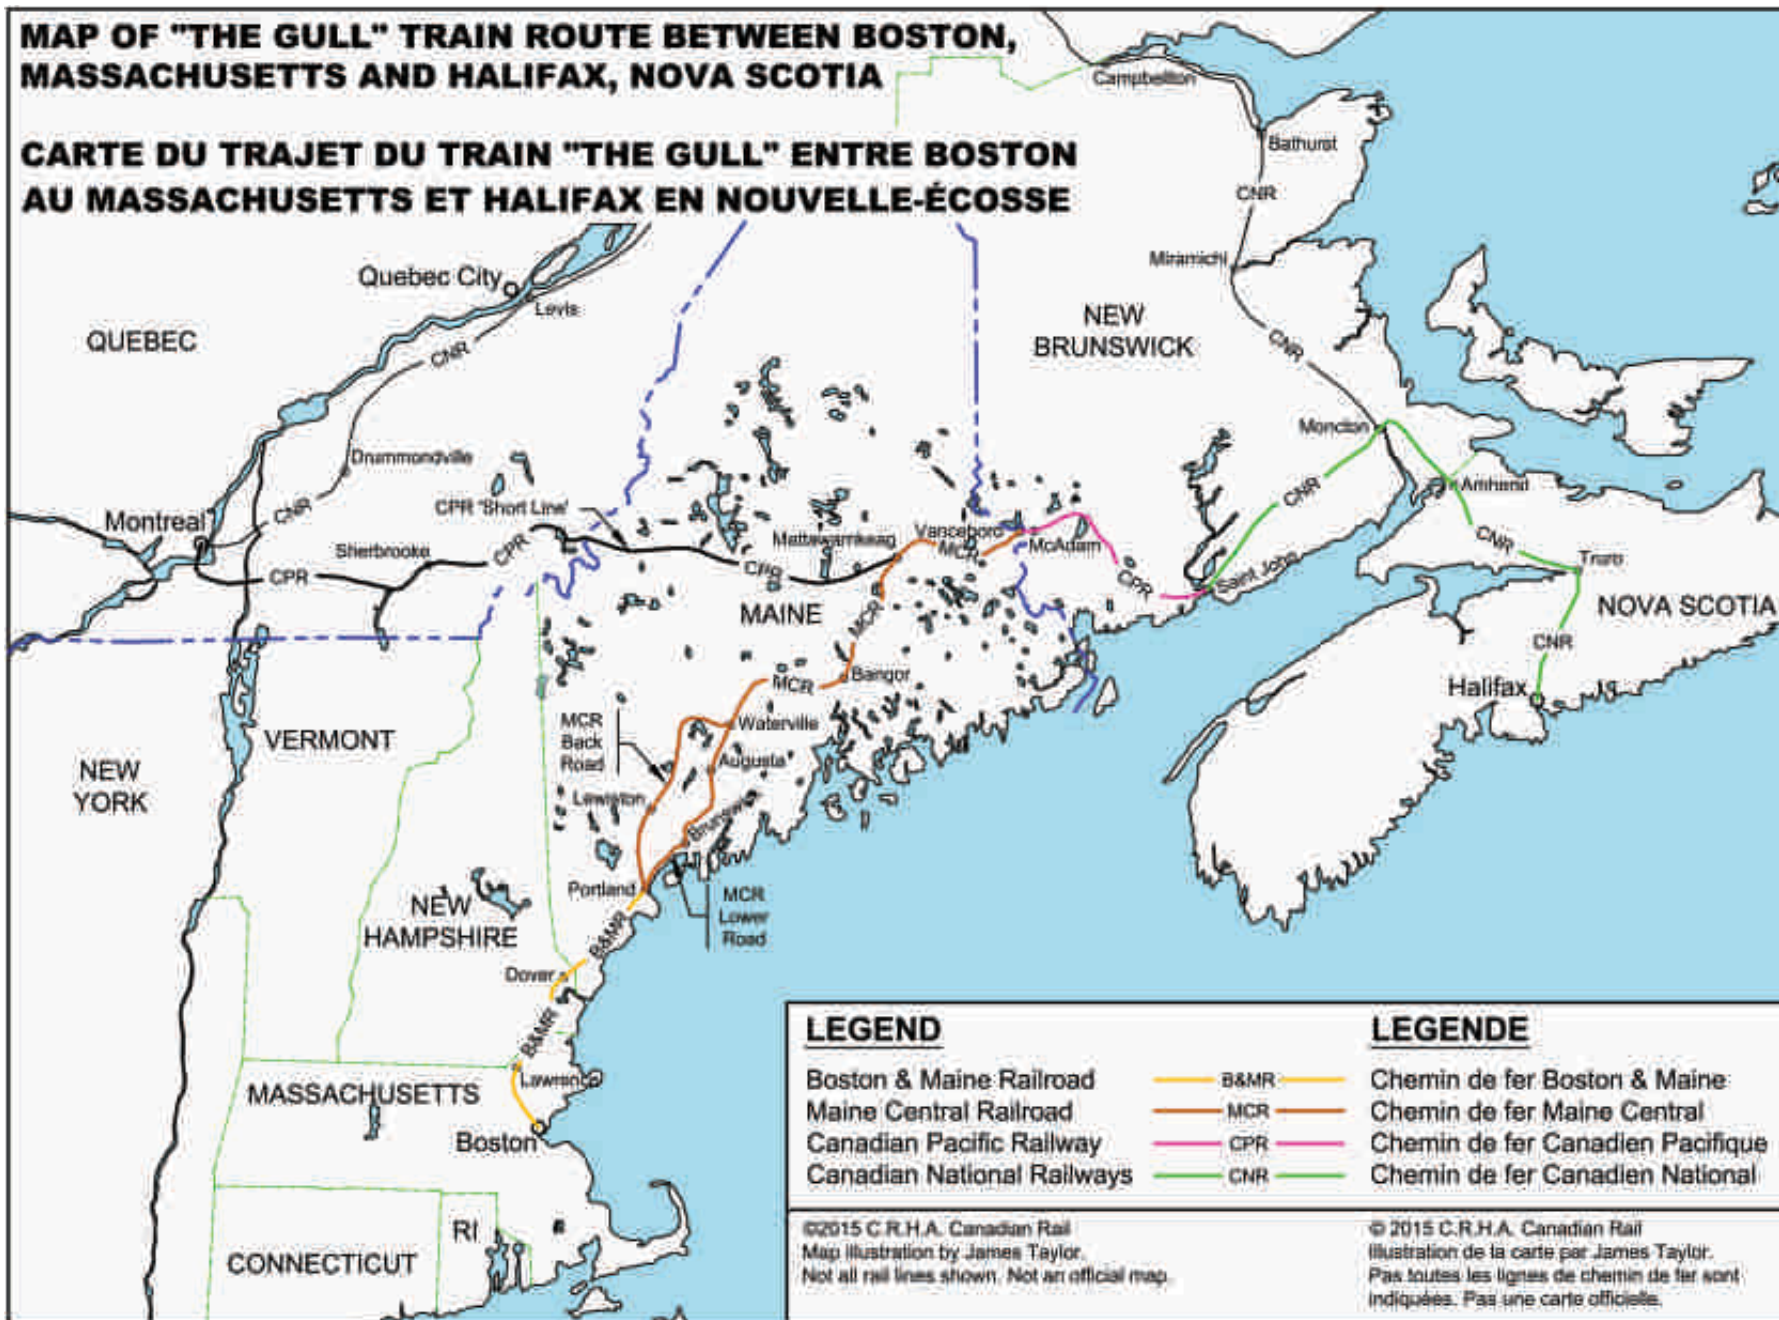 MAP OF "THE GULL" TRAIN ROUTE BETWEEN BOSTON,
MASSACHUSETTS AND HALIFAX, NOVA SCOTIA
CARTE DU TRAJET DU TRAIN "THE GULL" ENTRE BOSTON
AU MASSACHUSETTS ET HALIFAX EN NOUVELLE-ÉCOSSE
Campbellton
Bathurst
CNR
Miramichi
Quebec City
Levis
QUEBEC
CNR
NEW
BRUNSWICK
CNR
Moncton
Drummondville
CPR 'Short Line'
CNR
Amherst
Montreal
CNR
Sherbrooke
CPR
CPR
Mattawamkeag
CPR
Vanceboro
MCR
McAdam
CPR
Saint John
CNR
Truro
NOVA SCOTIA
MAINE
MCR
CNR
Halifax
Bangor
MCR
MCR
Back
Road
Waterville
VERMONT
Augusta
NEW
YORK
Lewiston
Brunswick
Portland
MCR
Lower
Road
NEW
HAMPSHIRE
B&MR
Dover
B&MR
Lawrence
MASSACHUSETTS
Boston
RI
CONNECTICUT
LEGEND
LEGENDE
Boston & Maine Railroad
B&MR
Chemin de fer Boston & Maine
Maine Central Railroad
MCR
Chemin de fer Maine Central
Canadian Pacific Railway
CPR
Chemin de fer Canadien Pacifique
Canadian National Railways
CNR
Chemin de fer Canadien National
©2015 C.R.H.A. Canadian Rail
Map illustration by James Taylor.
Not all rail lines shown. Not an official map.
© 2015 C.R.H.A. Canadian Rail
Illustration de la carte par James Taylor.
Pas toutes les lignes de chemin de fer sont
indiquées. Pas une carte officielle.